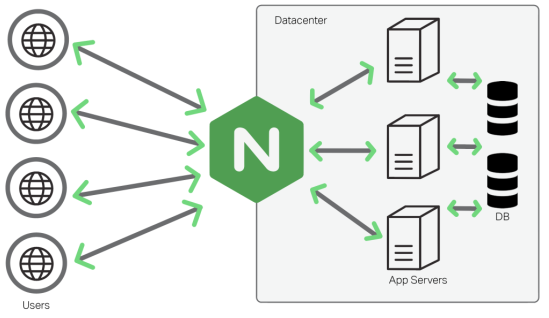 Datacenter
N
DB
App Servers
Users